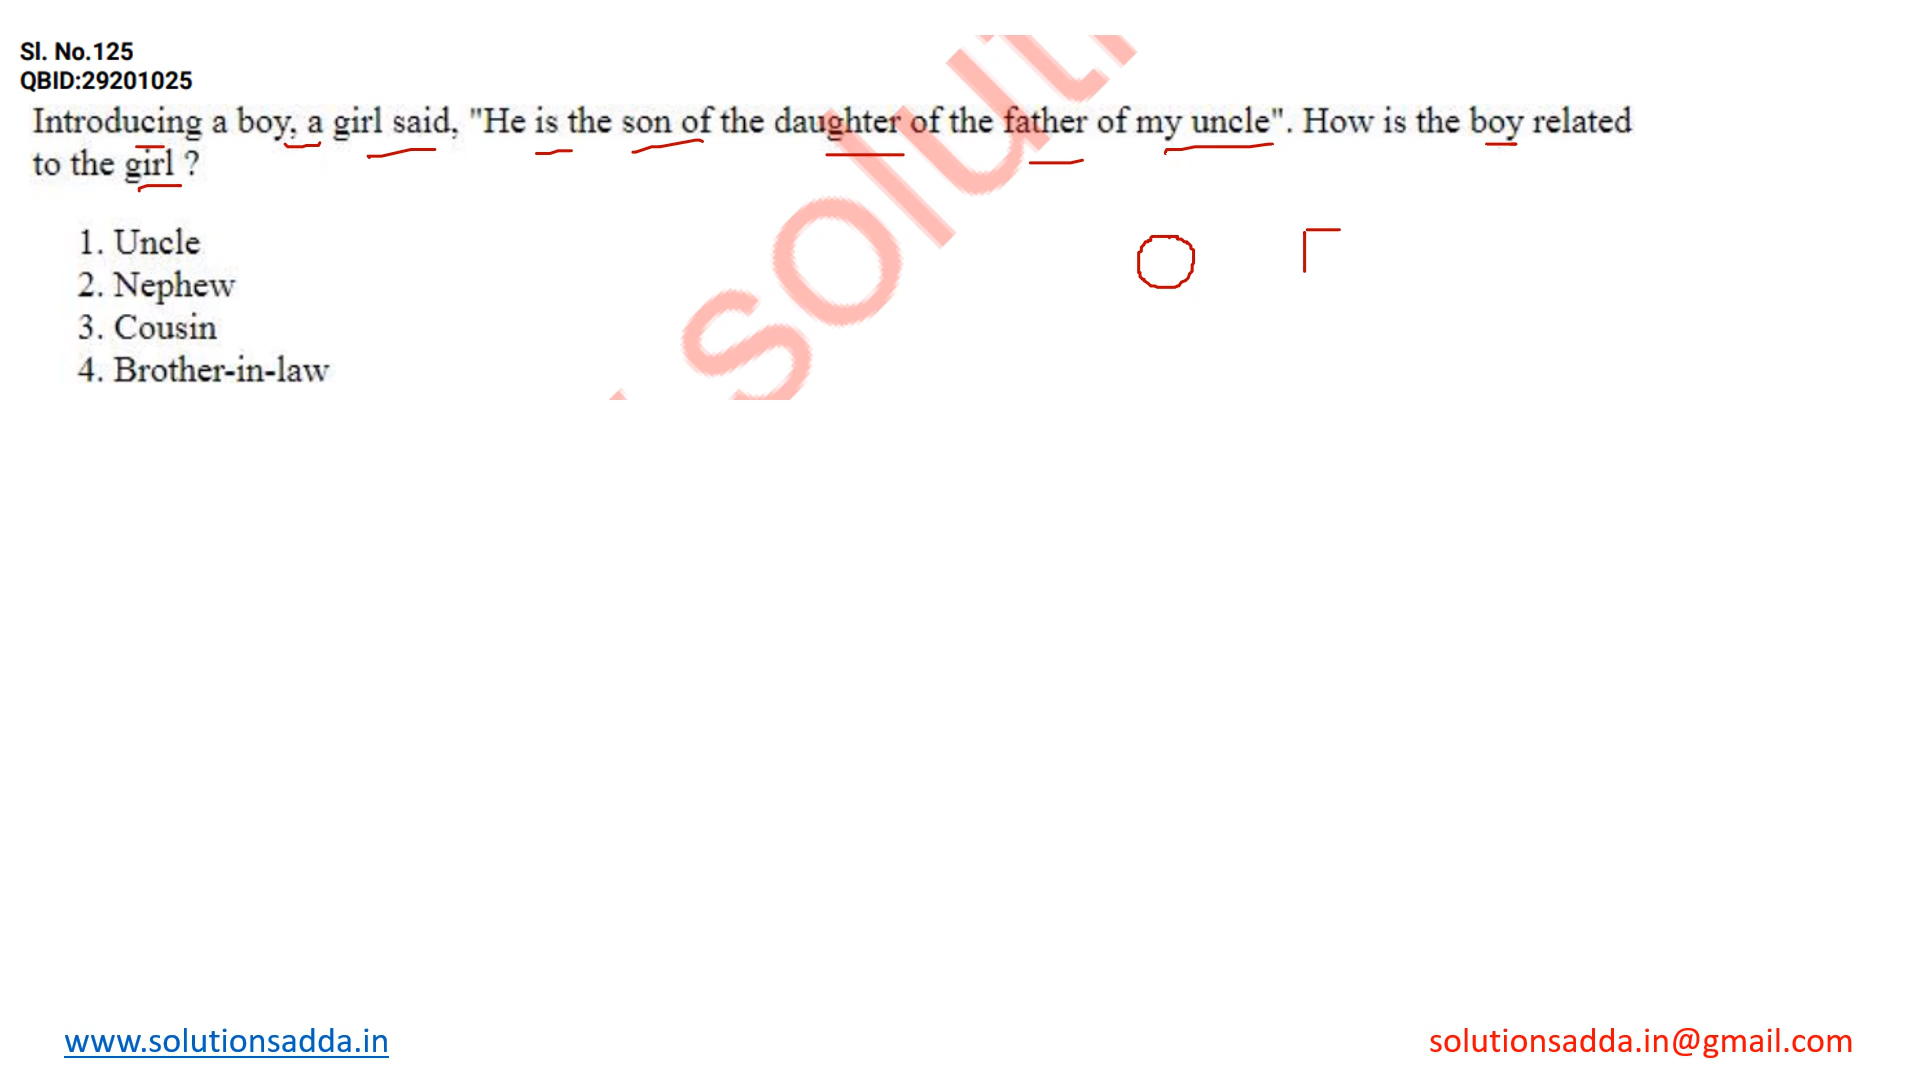 Sl. No.125
QBID:29201025
Introducing a boy, a girl said, "He is the son of the daughter of the father of my uncle". How is the boy related
to the girl ?
1. Uncle
2. Nephew
3. Cousin
4. Brother-in-law
solut
www.solutionsadda.in
solutionsadda.in@gmail.com